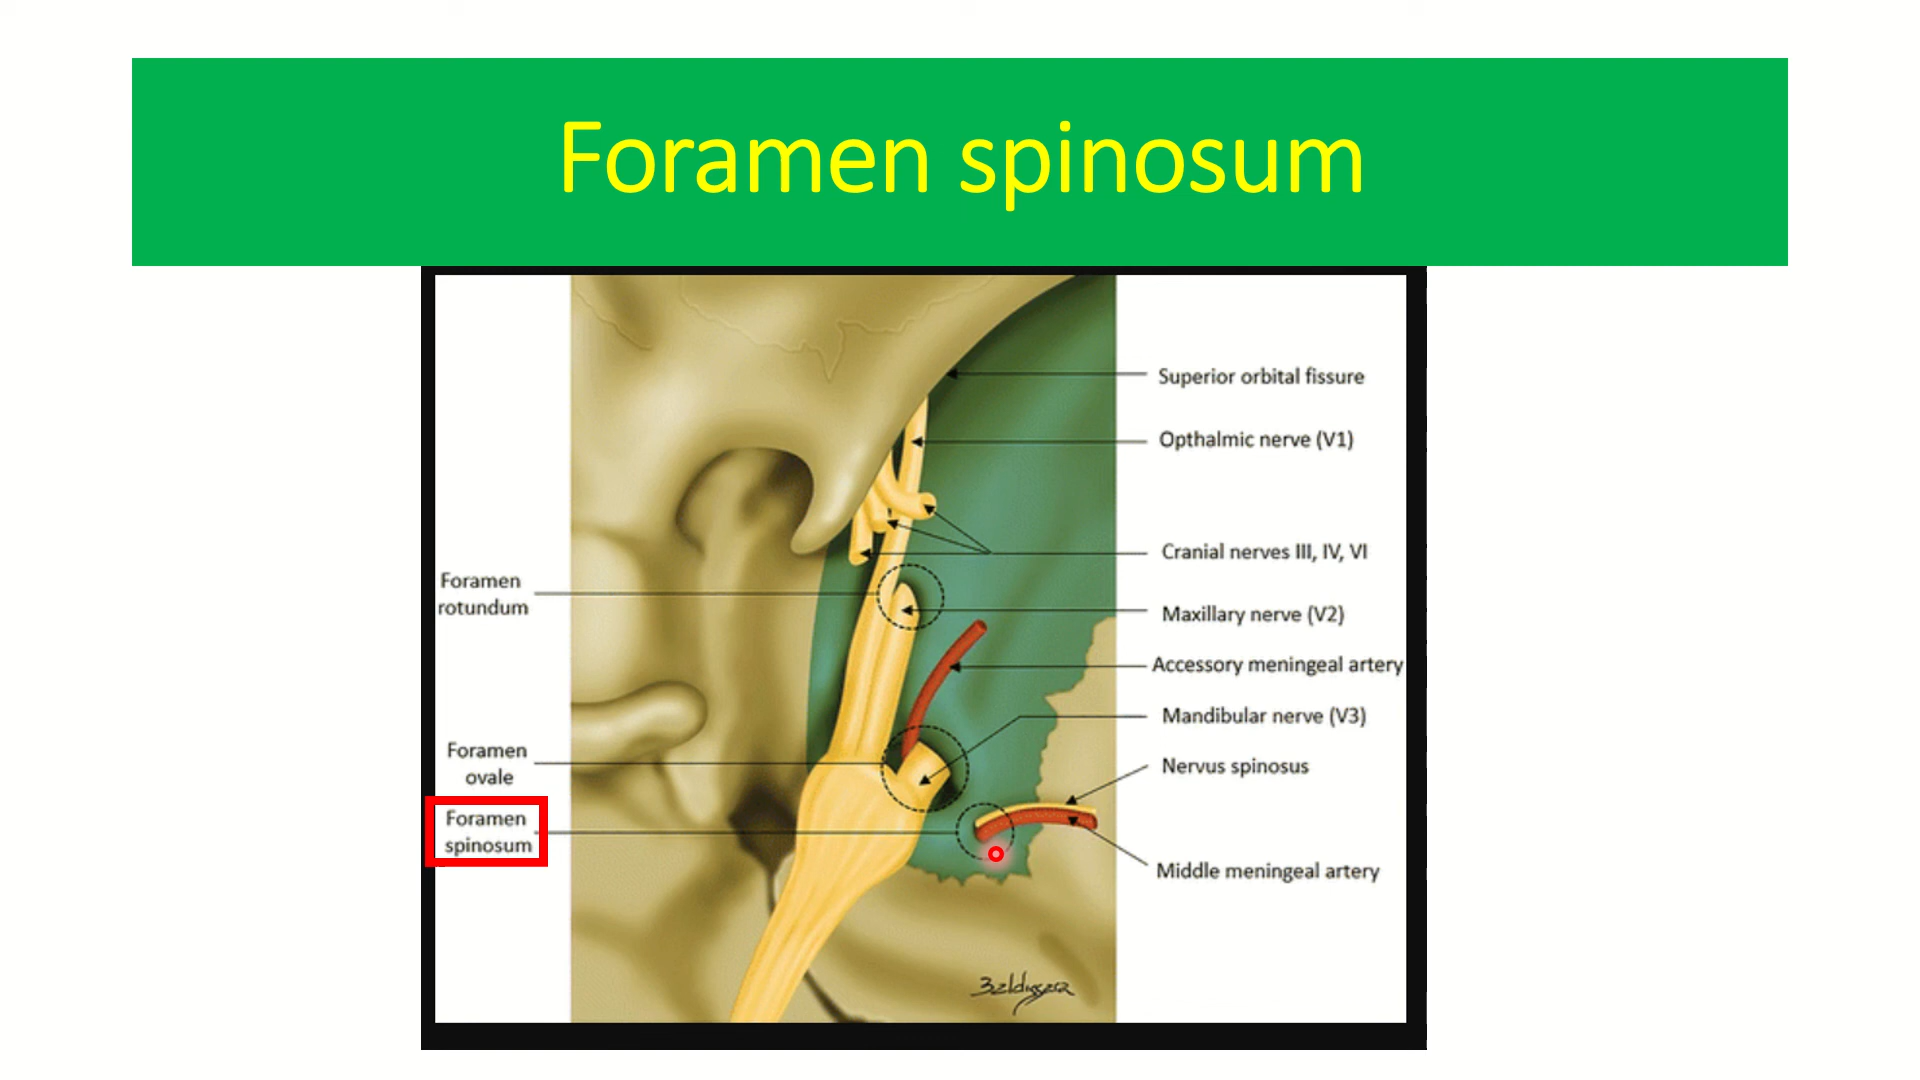 Foramen spinosum
Superior orbital fissure
Opthalmic nerve (V1)
Cranial nerves III, IV, VI
Foramen
rotundum
Maxillary nerve (V2)
Accessory meningeal artery
Mandibular nerve (V3)
Foramen
ovale
Nervus spinosus
Foramen
spinosum
Middle meningeal artery